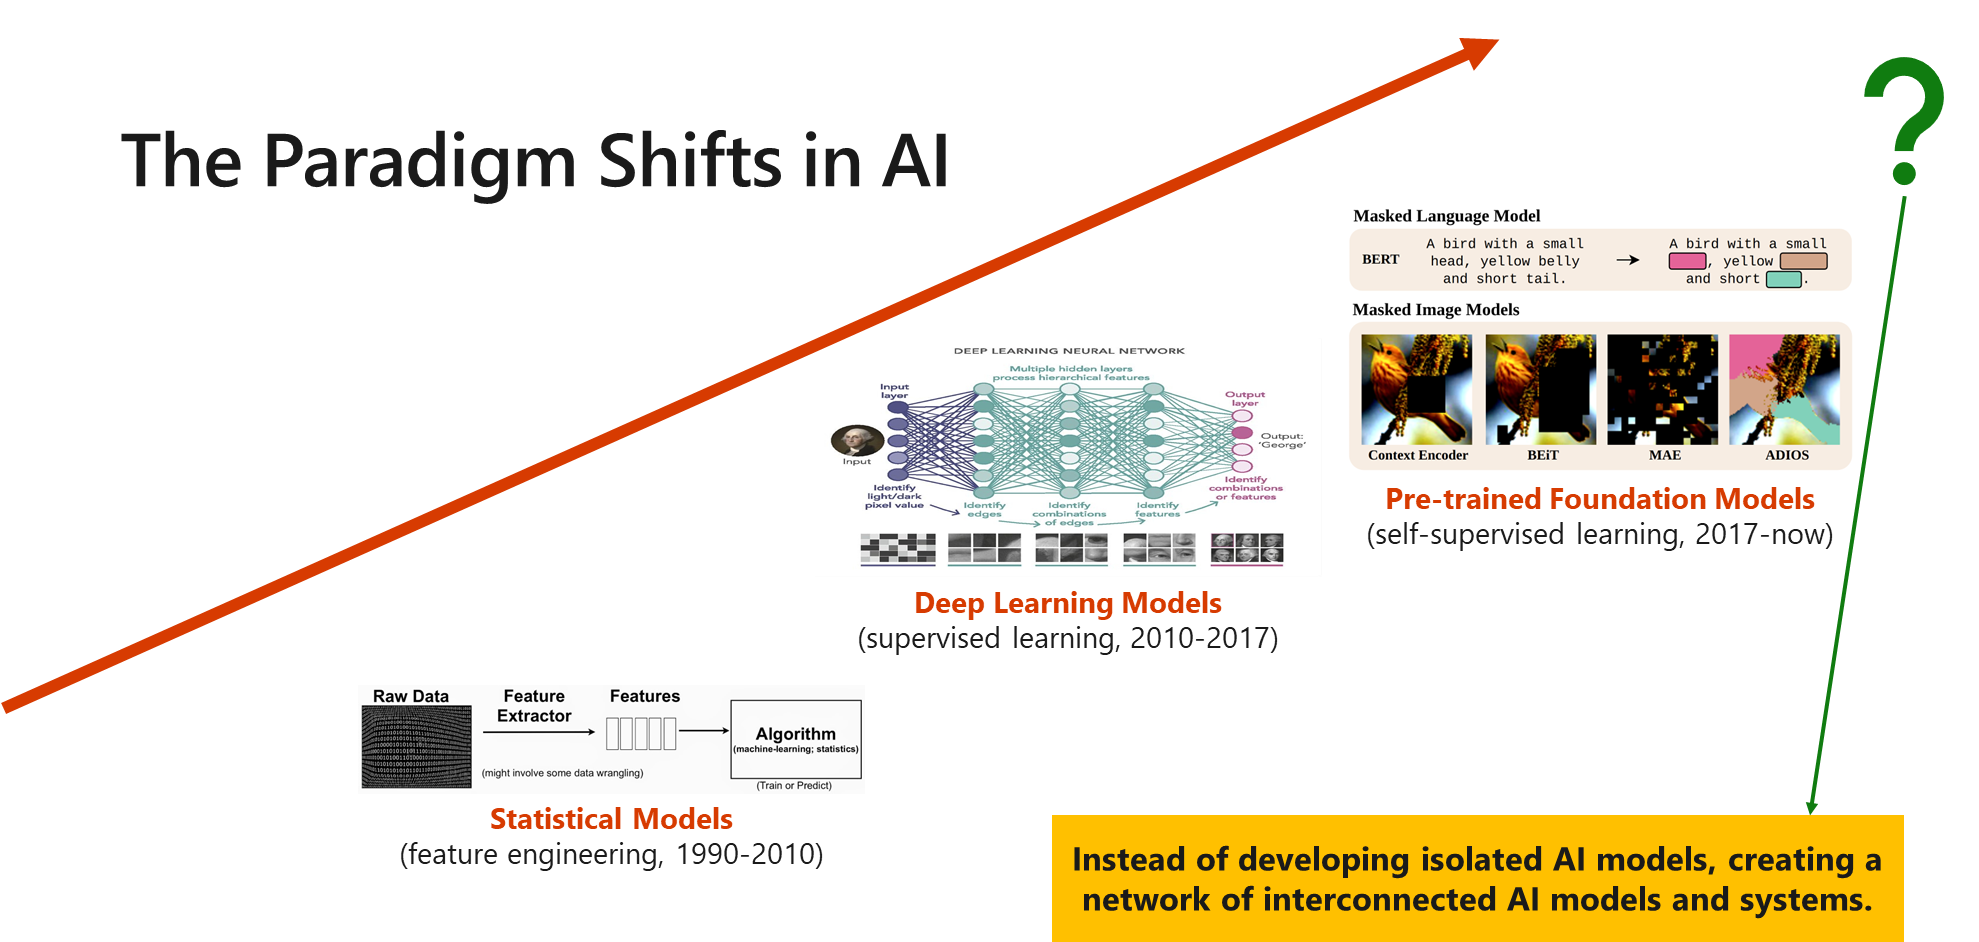 The Paradigm Shifts in AI
?
Masked Language Model
BERT
A bird with a small
head, yellow belly
and short tail.
A bird with a small
, yellow
and short .
Masked Image Models
Context Encoder
BEiT
MAE
ADIOS
Pre-trained Foundation Models
(self-supervised learning, 2017-now)
DEEP LEARNING NEURAL NETWORK
Multiple hidden layers
process hierarchical features
Input
layer
Output
layer
Input
Output:
'George'
Identify
light/dark
pixel value
Identify
edges
Identify
combinations
of edges
Identify
features
Identify
combinations
or features
Deep Learning Models
(supervised learning, 2010-2017)
Raw Data
Feature
Extractor
Features
Algorithm
(machine-learning; statistics)
(might involve some data wrangling)
(Train or Predict)
Statistical Models
(feature engineering, 1990-2010)
Instead of developing isolated AI models, creating a
network of interconnected AI models and systems.